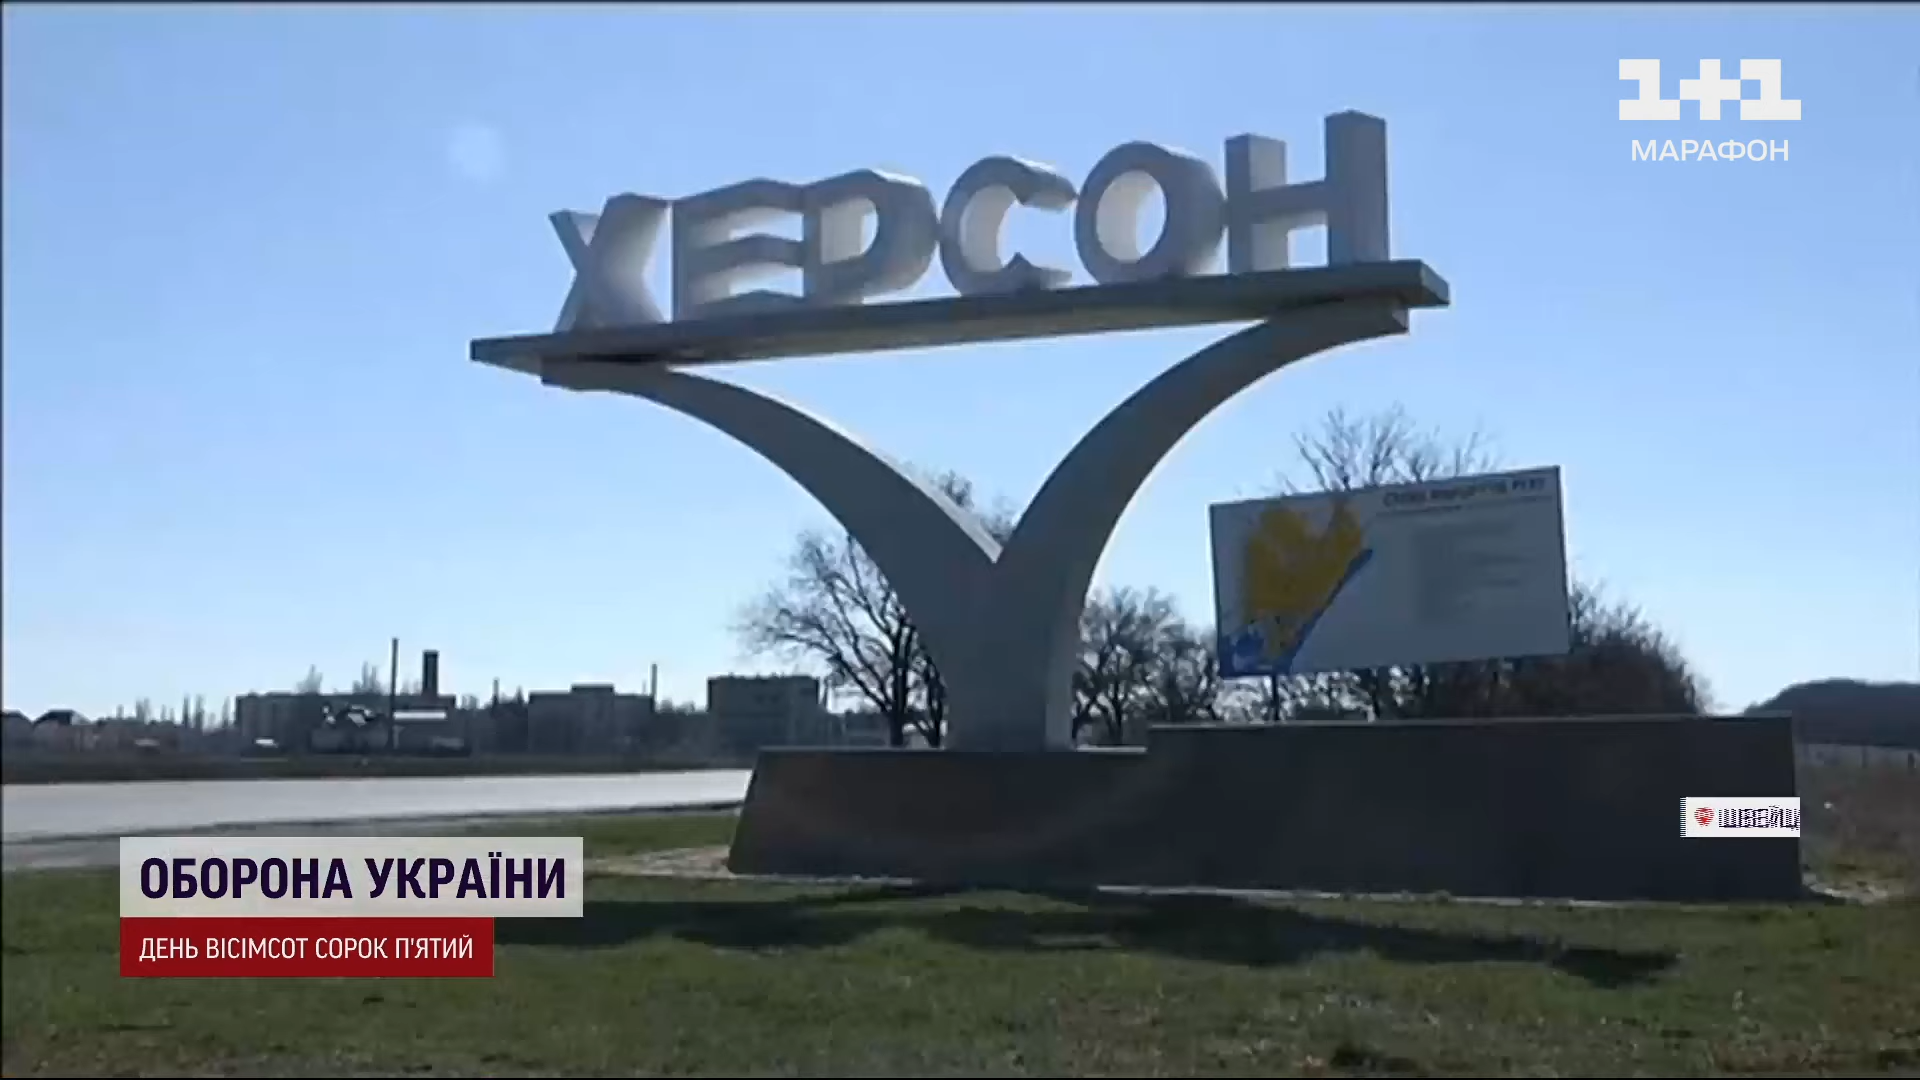 1+1
МАРАФОН
ХЕРСОН
ОБОРОНА УКРАЇНИ
ДЕНЬ ВІСІМСОТ СОРОК П'ЯТИЙ